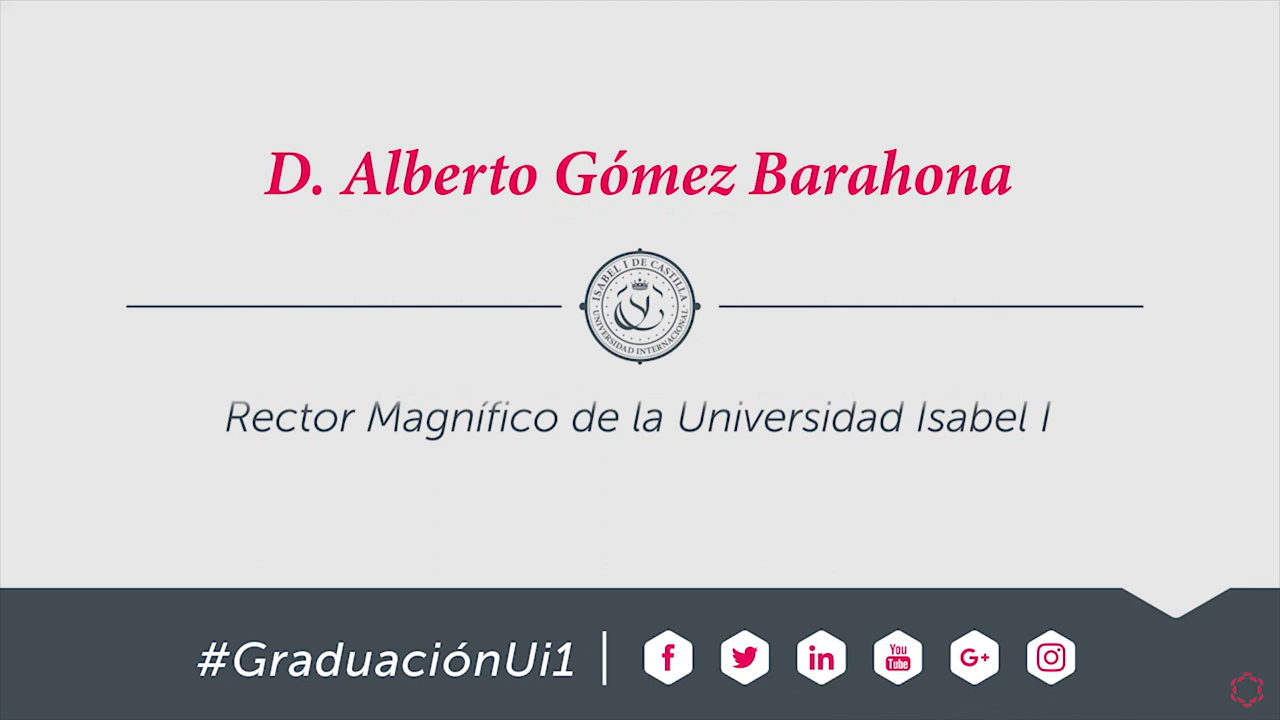 D. Alberto Gómez Barahona
ISABEL I DE CASTILLA
UNIVERSIDAD INTERNACIONAL
Rector Magnífico de la Universidad Isabel I
#GraduaciónUi1
You
Tube
G+